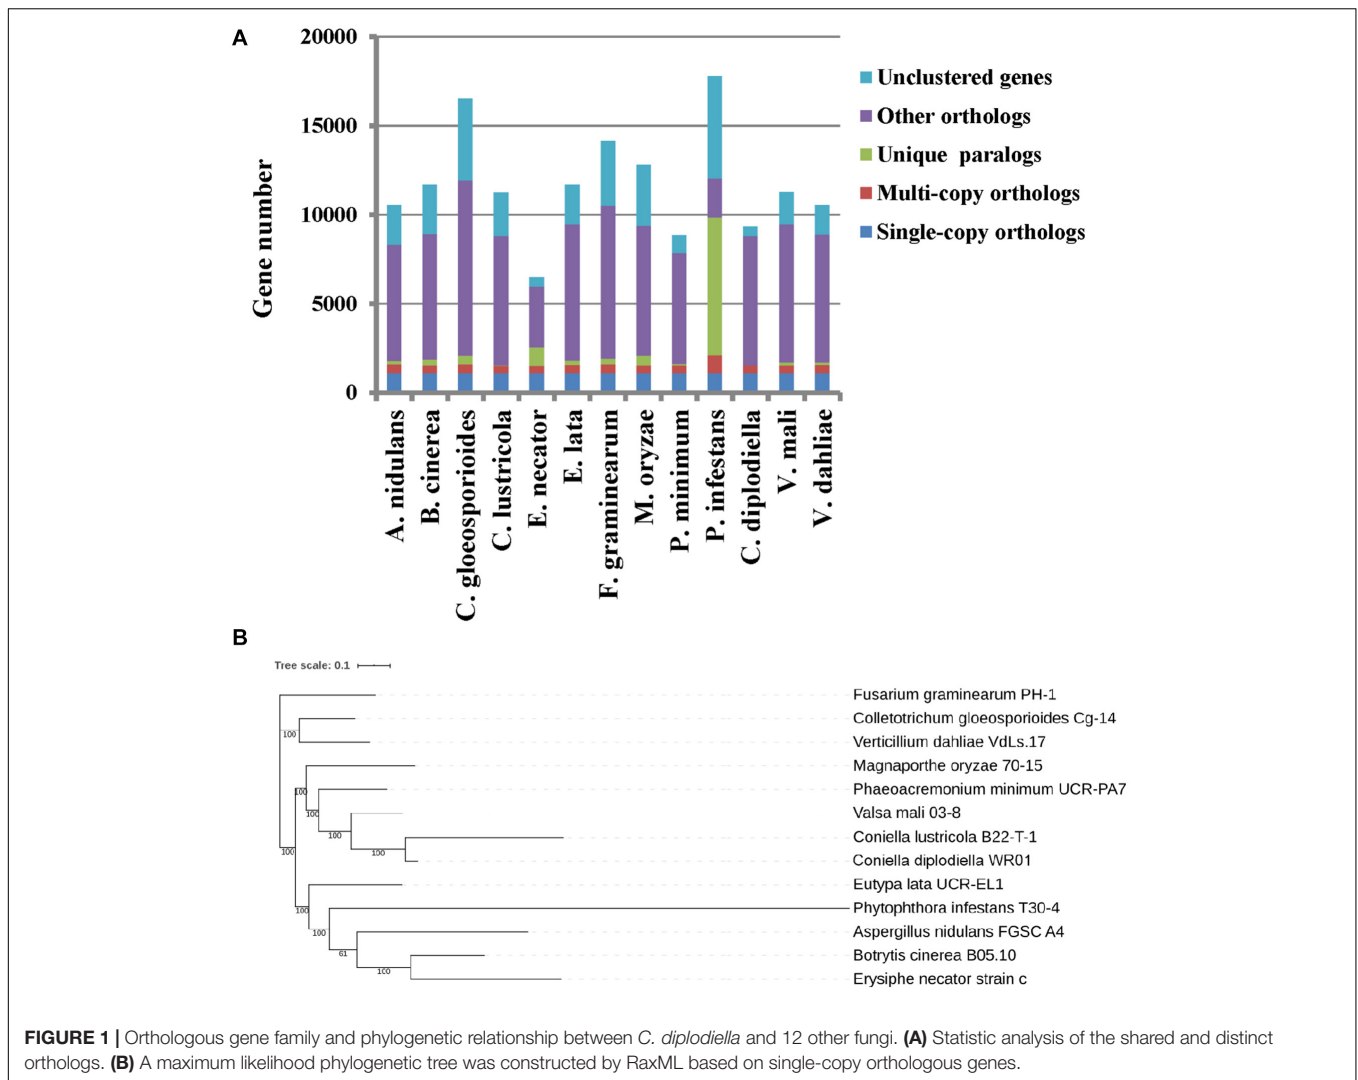 A
20000
15000
10000
5000
0
Gene number
Unclustered genes
Other orthologs
Unique paralogs
Multi-copy orthologs
Single-copy orthologs
A. nidulans
B. cinerea
C. gloeosporioides
C. lustricola
E. necator
E. lata
F. graminearum
M. oryzae
P. minimum
P. infestans
C. diplodiella
V. mali
V. dahliae
B
Tree scale: 0.1
Fusarium graminearum PH-1
Colletotrichum gloeosporioides Cg-14
100
Verticillium dahliae VdLs.17
Magnaporthe oryzae 70-15
100
Phaeoacremonium minimum UCR-PA7
100
Valsa mali 03-8
100
Coniella lustricola B22-T-1
100
100
Coniella diplodiella WR01
Eutypa lata UCR-EL1
100
Phytophthora infestans T30-4
100
Aspergillus nidulans FGSC A4
61
Botrytis cinerea B05.10
100
Erysiphe necator strain c
FIGURE 1 | Orthologous gene family and phylogenetic relationship between C. diplodiella and 12 other fungi. (A) Statistic analysis of the shared and distinct
orthologs. (B) A maximum likelihood phylogenetic tree was constructed by RaxML based on single-copy orthologous genes.